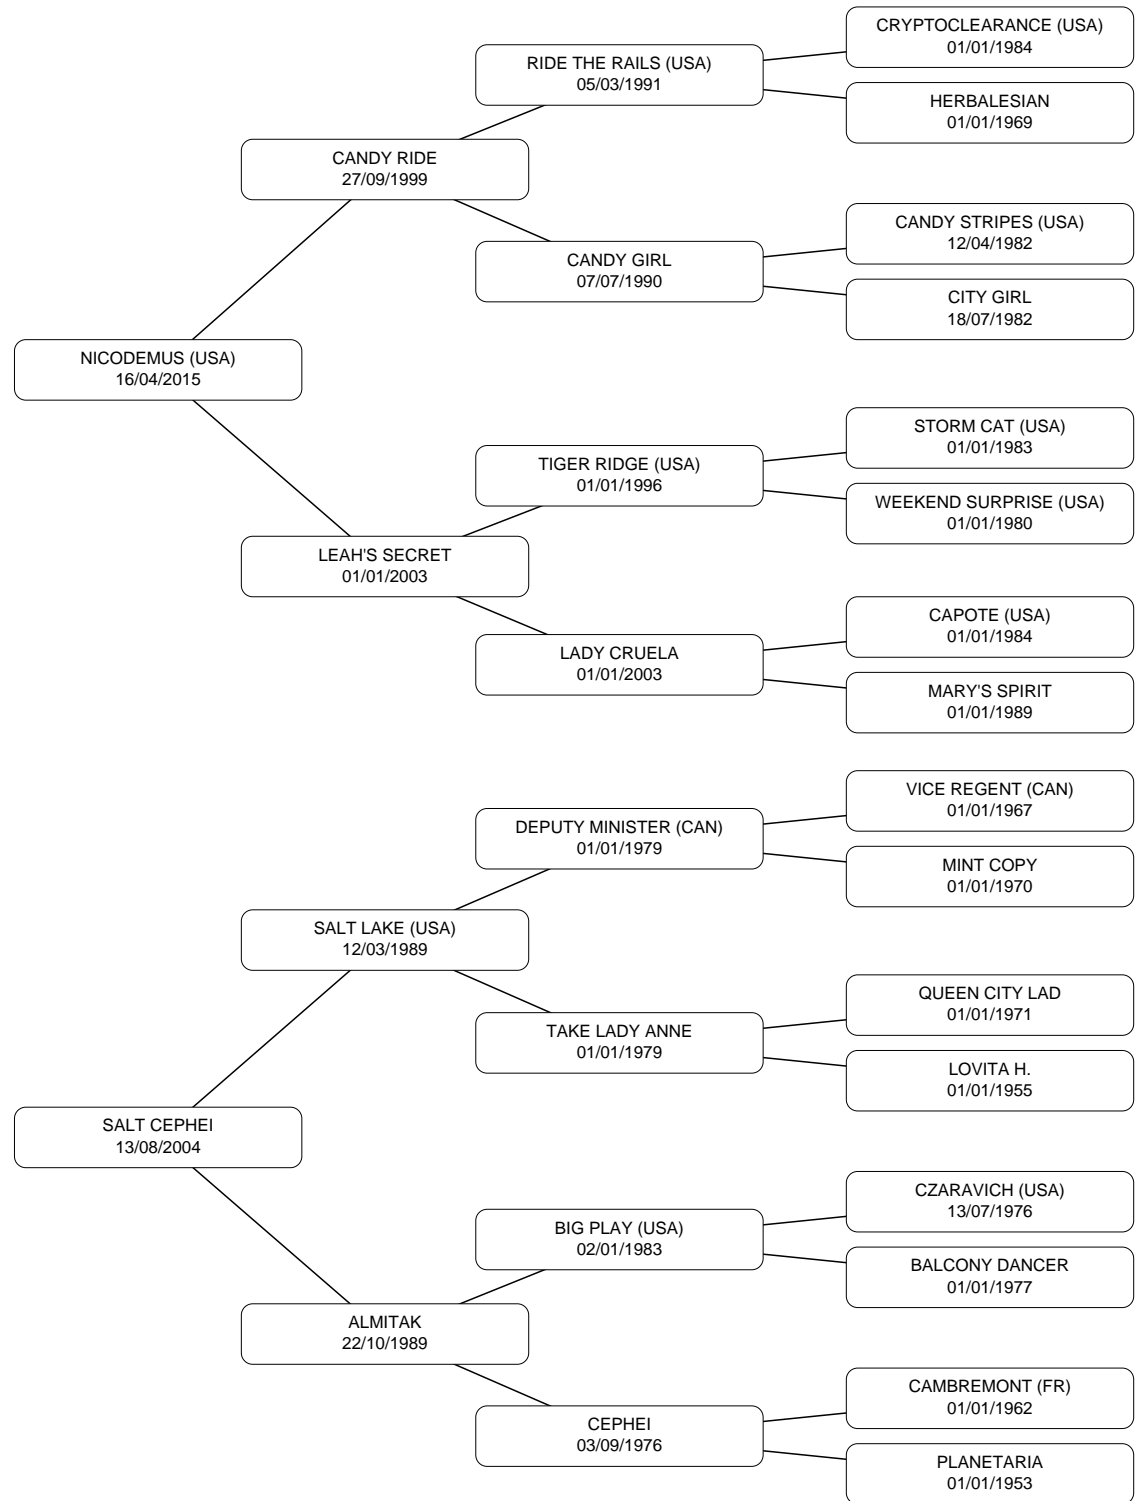 CRYPTOCLEARANCE (USA)
01/01/1984
RIDE THE RAILS (USA)
05/03/1991
HERBALESIAN
01/01/1969
CANDY RIDE
27/09/1999
CANDY STRIPES (USA)
12/04/1982
CANDY GIRL
07/07/1990
CITY GIRL
18/07/1982
NICODEMUS (USA)
16/04/2015
STORM CAT (USA)
01/01/1983
TIGER RIDGE (USA)
01/01/1996
WEEKEND SURPRISE (USA)
01/01/1980
LEAH'S SECRET
01/01/2003
CAPOTE (USA)
01/01/1984
LADY CRUELA
01/01/2003
MARY'S SPIRIT
01/01/1989
VICE REGENT (CAN)
01/01/1967
DEPUTY MINISTER (CAN)
01/01/1979
MINT COPY
01/01/1970
SALT LAKE (USA)
12/03/1989
QUEEN CITY LAD
01/01/1971
TAKE LADY ANNE
01/01/1979
LOVITA H.
01/01/1955
SALT CEPHEI
13/08/2004
CZARAVICH (USA)
13/07/1976
BIG PLAY (USA)
02/01/1983
BALCONY DANCER
01/01/1977
ALMITAK
22/10/1989
CAMBREMONT (FR)
01/01/1962
CEPHEI
03/09/1976
PLANETARIA
01/01/1953